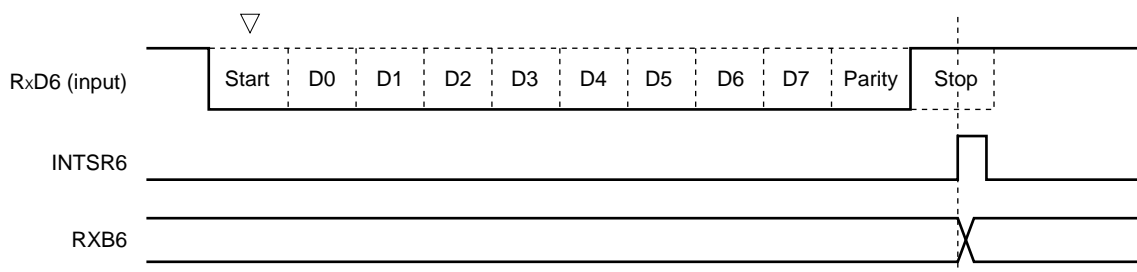 RxD6 (input) Start D0 D1 D2 D3 D4 D5 D6 D7 Parity Stop
INTSR6
RXB6